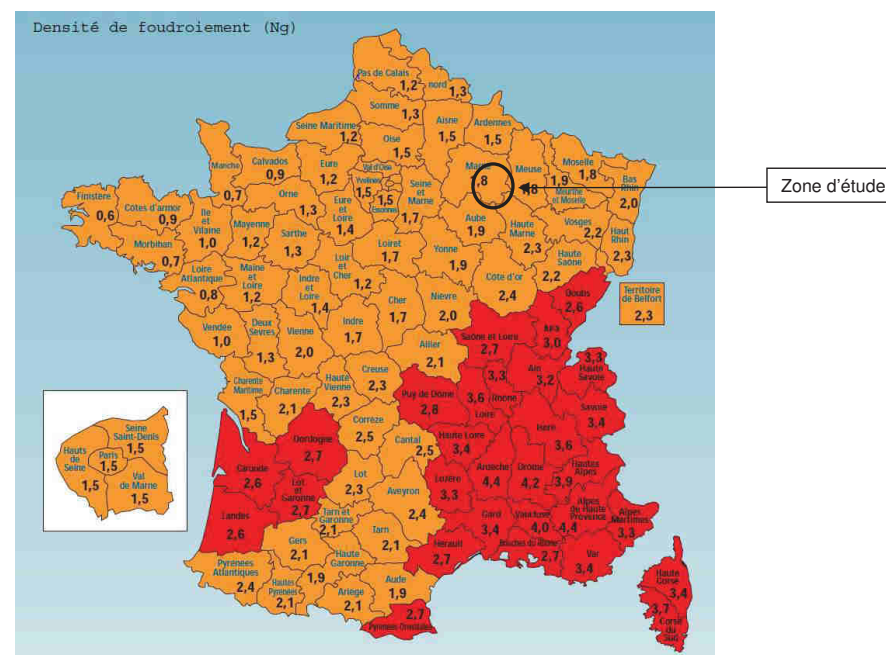 Densité de foudroiement (Ng)
Pas de Calais
1,2
nord
1,3
Somme
1,3
Seine Maritime
1,2
Aisne
1,5
Ardennes
1,5
Oise
1,5
Manche
0,7
Calvados
0,9
Eure
1,2
Val d'Oise
Yvelines
1,5
1,5
Essonnes
Seine
et
Marne
1,7
,8
Meuse
Moselle
1,8
1,9
Meurthe
et Moselle
Bas
Rhin
2,0
Zone d'étude
Finistère
0,6
Côtes d'armor
0,9
Morbihan
0,7
Ile
et
Vilaine
1,0
Mayenne
1,2
Orne
1,3
Sarthe
1,3
Eure
et
Loire
1,4
Aube
1,9
Haute
Marne
2,3
Vosges
2,2
Haut
Rhin
2,3
Loiret
1,7
Yonne
1,9
Haute
Saône
2,2
Côte d'or
2,4
Loire
Atlantique
0,8
Maine
et
Loire
1,2
Indre
et
Loire
1,4
Loir
et
Cher
1,2
Cher
1,7
Nievre
2,0
Doubs
2,6
Territoire
de Belfort
2,3
Vendée
1,0
Deux
Sevres
1,3
Vienne
2,0
Indre
1,7
Allier
2,1
Saône et Loire
2,7
Jura
3,0
Charente
Maritime
1,5
Charente
2,1
Haute
Vienne
2,3
Creuse
2,3
Puy de Dôme
2,8
3,3
Rhone
3,6
Loire
Ain
3,2
3,3
Haute
Savoie
Savoie
3,4
Corrèze
2,5
Cantal
2,5
Haute Loire
3,4
Isere
3,6
Dordogne
2,7
Gironde
2,6
Lot
et
Garonne
2,7
Lot
2,3
Aveyron
2,4
Lozère
3,3
Ardeche
4,4
Drôme
4,2
Hautes
Alpes
3,9
Landes
2,6
Tarn et
Garonne
2,1
Tarn
2,1
Gard
3,4
Vaucluse
4,0
Alpes
de Haute
Provence
4,4
Alpes
Maritimes
3,3
Gers
2,1
Haute
Garonne
1,9
Herault
2,7
Bouches du Rhone
2,7
Var
3,4
Pyrénées
Atlantiques
2,4
Hautes
Pyrénées
2,1
Ariege
2,1
Aude
1,9
2,7
Pyrénées Orientales
Haute
Corse
3,4
3,7
Corse
du
Sud
Seine
Saint-Denis
1,5
Hauts
de
Seine
1,5
Paris
1,5
Val
de Marne
1,5